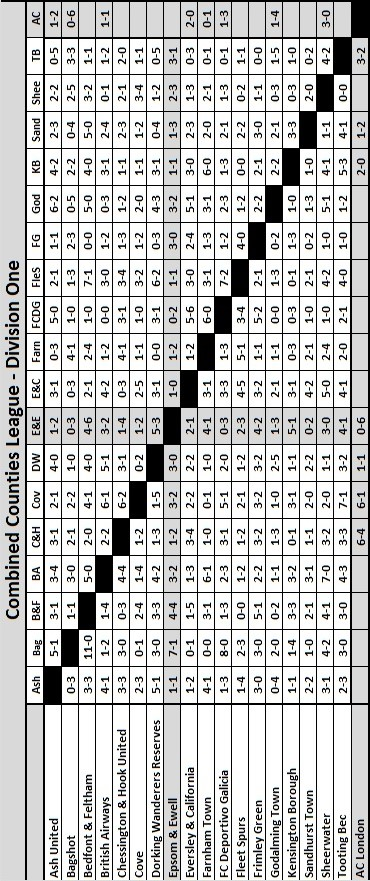 Combined Counties League - Division One
Ash Bag B&F BA C&H Cov DW E&E E&C Farn FCDG FleS FG God KB Sand Shee TB AC
Ash United 5-1 3-1 3-4 3-1 2-1 4-0 1-2 3-1 0-3 5-0 2-1 1-1 6-2 4-2 2-3 2-2 0-5 1-2
Bagshot 0-3 1-1 3-0 2-1 2-2 1-0 0-3 0-3 4-1 1-0 1-3 2-3 0-5 2-2 0-4 2-5 3-3 0-6
Bedfont & Feltham 3-3 11-0 5-0 2-0 4-1 4-0 4-6 2-1 2-4 1-0 7-1 0-0 5-0 4-0 5-0 3-2 1-1
British Airways 4-1 1-2 1-4 2-2 6-1 5-1 3-2 4-2 1-2 0-0 3-0 1-2 0-3 3-1 2-4 0-1 1-2 1-1
Chessington & Hook United 3-3 3-0 0-3 4-4 6-2 3-1 1-4 0-3 4-1 3-1 3-4 1-3 1-2 1-1 2-3 2-1 2-0
Cove 2-3 0-1 2-4 1-4 1-2 0-2 1-2 2-5 1-1 1-0 3-2 1-2 2-0 1-1 1-2 3-4 1-1
Dorking Wanderers Reserves 5-1 3-0 3-3 4-2 1-3 1-5 5-3 3-1 0-0 3-1 6-2 0-3 4-3 3-1 0-4 1-2 0-5
Epsom & Ewell 1-1 7-1 4-4 3-2 1-2 3-2 3-0 1-0 1-2 0-2 1-1 3-0 3-2 1-1 1-3 2-3 3-1
Eversley & California 1-2 0-1 1-5 1-3 3-4 2-2 2-2 2-1 1-2 5-6 3-0 2-4 5-1 3-0 2-3 1-3 0-3 2-0
Farnham Town 4-1 0-0 3-1 6-1 1-0 0-1 1-0 4-1 3-1 6-0 3-1 1-3 3-1 6-0 2-0 2-1 0-1 0-1
FC Deportivo Galicia 1-3 8-0 1-3 2-3 3-1 5-1 2-0 0-3 3-3 1-3 7-2 1-2 2-3 1-3 2-1 1-3 0-1 1-3
Fleet Spurs 1-4 2-3 0-0 1-2 1-2 2-1 1-2 2-3 4-5 5-1 3-4 4-0 1-2 0-0 2-2 0-2 1-1
Frimley Green 3-0 3-0 5-1 2-2 3-3 3-2 3-2 4-2 3-2 1-1 5-2 2-1 2-2 2-1 3-0 1-1 0-0
Godalming Town 0-4 2-0 0-2 1-1 1-3 1-0 2-5 1-3 2-1 1-1 0-0 1-3 0-2 2-2 2-1 0-3 1-5 1-4
Kensington Borough 1-1 1-4 3-3 3-2 0-1 3-1 1-1 5-1 3-1 0-3 3-1 0-1 1-3 1-0 3-3 0-3 1-4
Sandhurst Town 2-2 1-0 2-1 3-1 1-1 2-0 2-2 0-2 4-2 2-1 0-1 2-1 0-2 1-3 1-0 2-0 0-2
Sheerwater 3-1 4-2 4-1 7-0 3-2 2-0 1-1 3-0 5-0 2-4 1-0 4-2 1-0 5-1 4-1 1-1 4-2 3-0
Tooting Bec 2-3 3-0 3-0 4-3 3-3 7-1 3-2 4-1 4-1 2-0 2-1 4-0 1-0 1-2 5-3 4-1 0-0
AC London 6-4 6-1 1-1 0-6 2-0 1-2 3-2